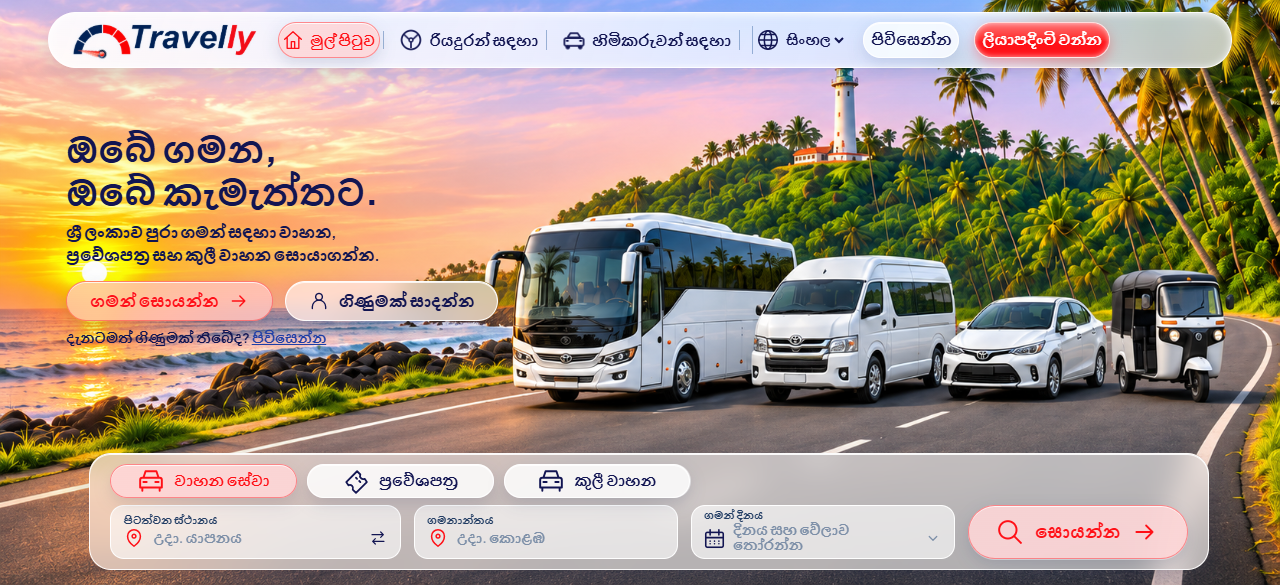 Travelly
මුල් පිටුව
රියදුරන් සඳහා
හිමිකරුවන් සඳහා
සිංහල
පිවිසෙන්න
ලියාපදිංචි වන්න
ඔබේ ගමන,
ඔබේ කැමැත්තට.
ශ්‍රී ලංකාව පුරා ගමන් සඳහා වාහන,
ප්‍රවේශපත්‍ර සහ කුලී වාහන සොයාගන්න.
ගමන් සොයන්න
ගිණුමක් සාදන්න
දැනටමත් ගිණුමක් තිබේද? පිවිසෙන්න
වාහන සේවා
ප්‍රවේශපත්‍ර
කුලී වාහන
පිටත්වන ස්ථානය
උදා. යාපනය
ගමනාන්තය
උදා. කොළඹ
ගමන් දිනය
දිනය සහ වේලාව
තෝරන්න
සොයන්න